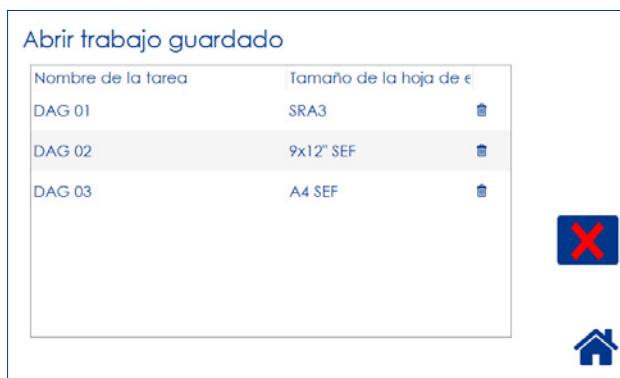 Abrir trabajo guardado
Nombre de la tarea Tamaño de la hoja de e
DAG 01 SRA3
DAG 02 9x12" SEF
DAG 03 A4 SEF